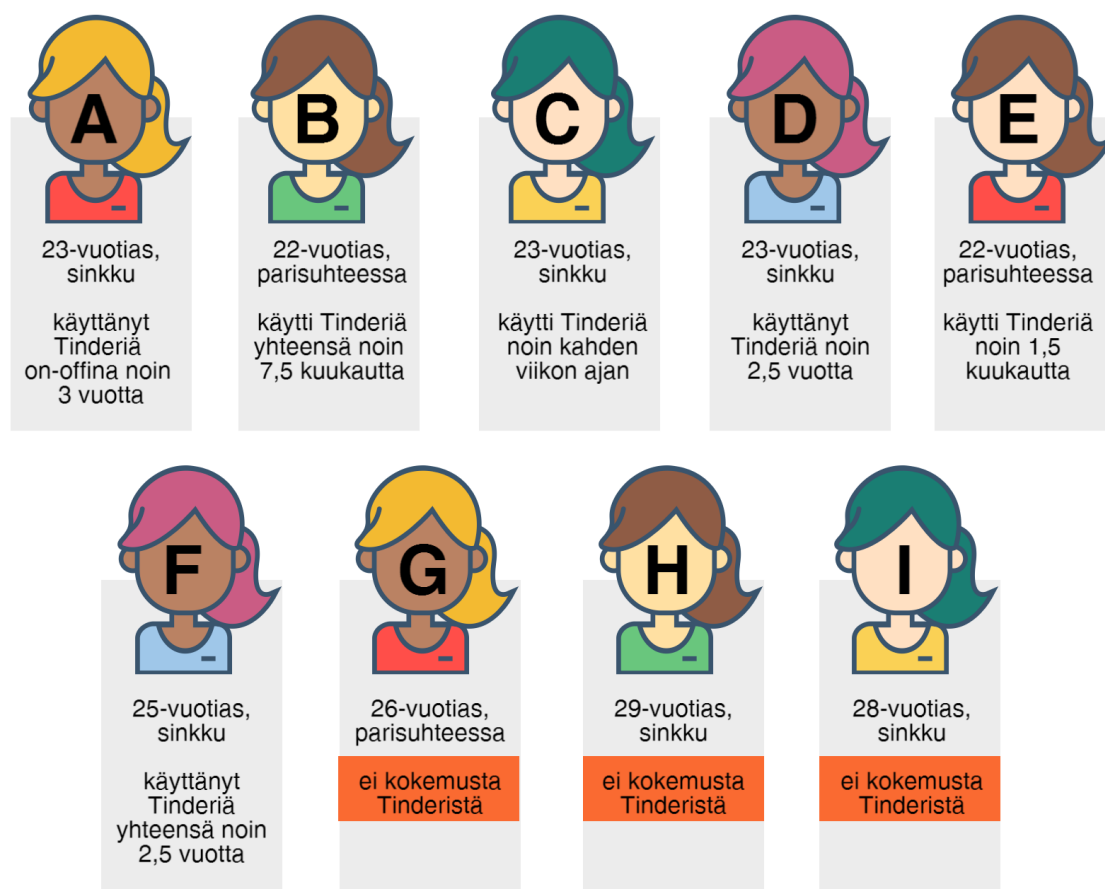 A
B
C
D
E
23-vuotias,
sinkku
käyttänyt
Tinderiä
on-offina noin
3 vuotta
22-vuotias,
parisuhteessa
käytti Tinderiä
yhteensä noin
7,5 kuukautta
23-vuotias,
sinkku
käytti Tinderiä
noin kahden
viikon ajan
23-vuotias,
sinkku
käyttänyt
Tinderiä noin
2,5 vuotta
22-vuotias,
parisuhteessa
käytti Tinderiä
noin 1,5
kuukautta
F
G
H
I
25-vuotias,
sinkku
käyttänyt
Tinderiä
yhteensä noin
2,5 vuotta
26-vuotias,
parisuhteessa
ei kokemusta
Tinderistä
29-vuotias,
sinkku
ei kokemusta
Tinderistä
28-vuotias,
sinkku
ei kokemusta
Tinderistä